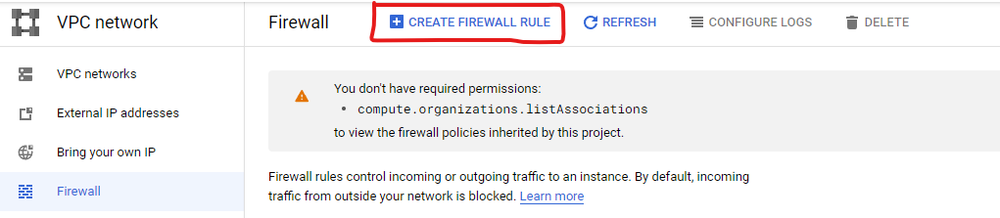 VPC network
Firewall
CREATE FIREWALL RULE
REFRESH
CONFIGURE LOGS
DELETE
VPC networks
External IP addresses
Bring your own IP
Firewall
You don't have required permissions:
• compute.organizations.listAssociations
to view the firewall policies inherited by this project.
Firewall rules control incoming or outgoing traffic to an instance. By default, incoming
traffic from outside your network is blocked. Learn more